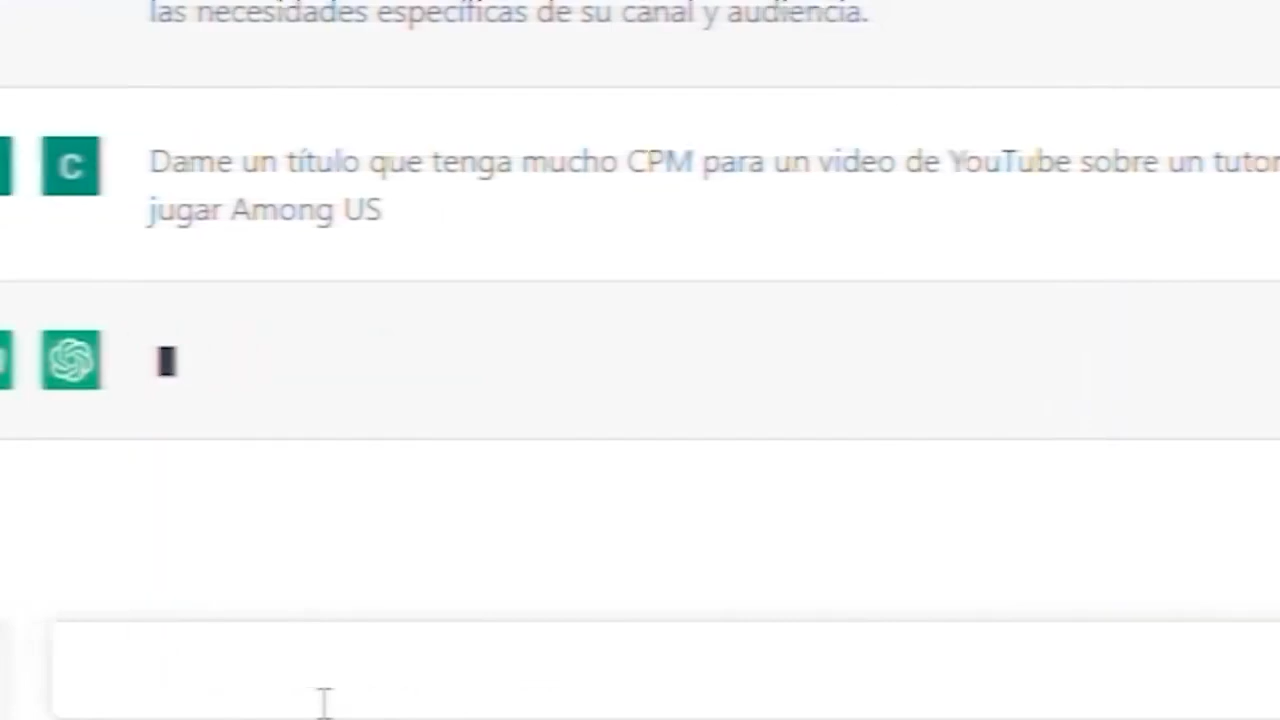 las necesidades específicas de su canal y audiencia.
C
Dame un título que tenga mucho CPM para un video de YouTube sobre un tutor
jugar Among US